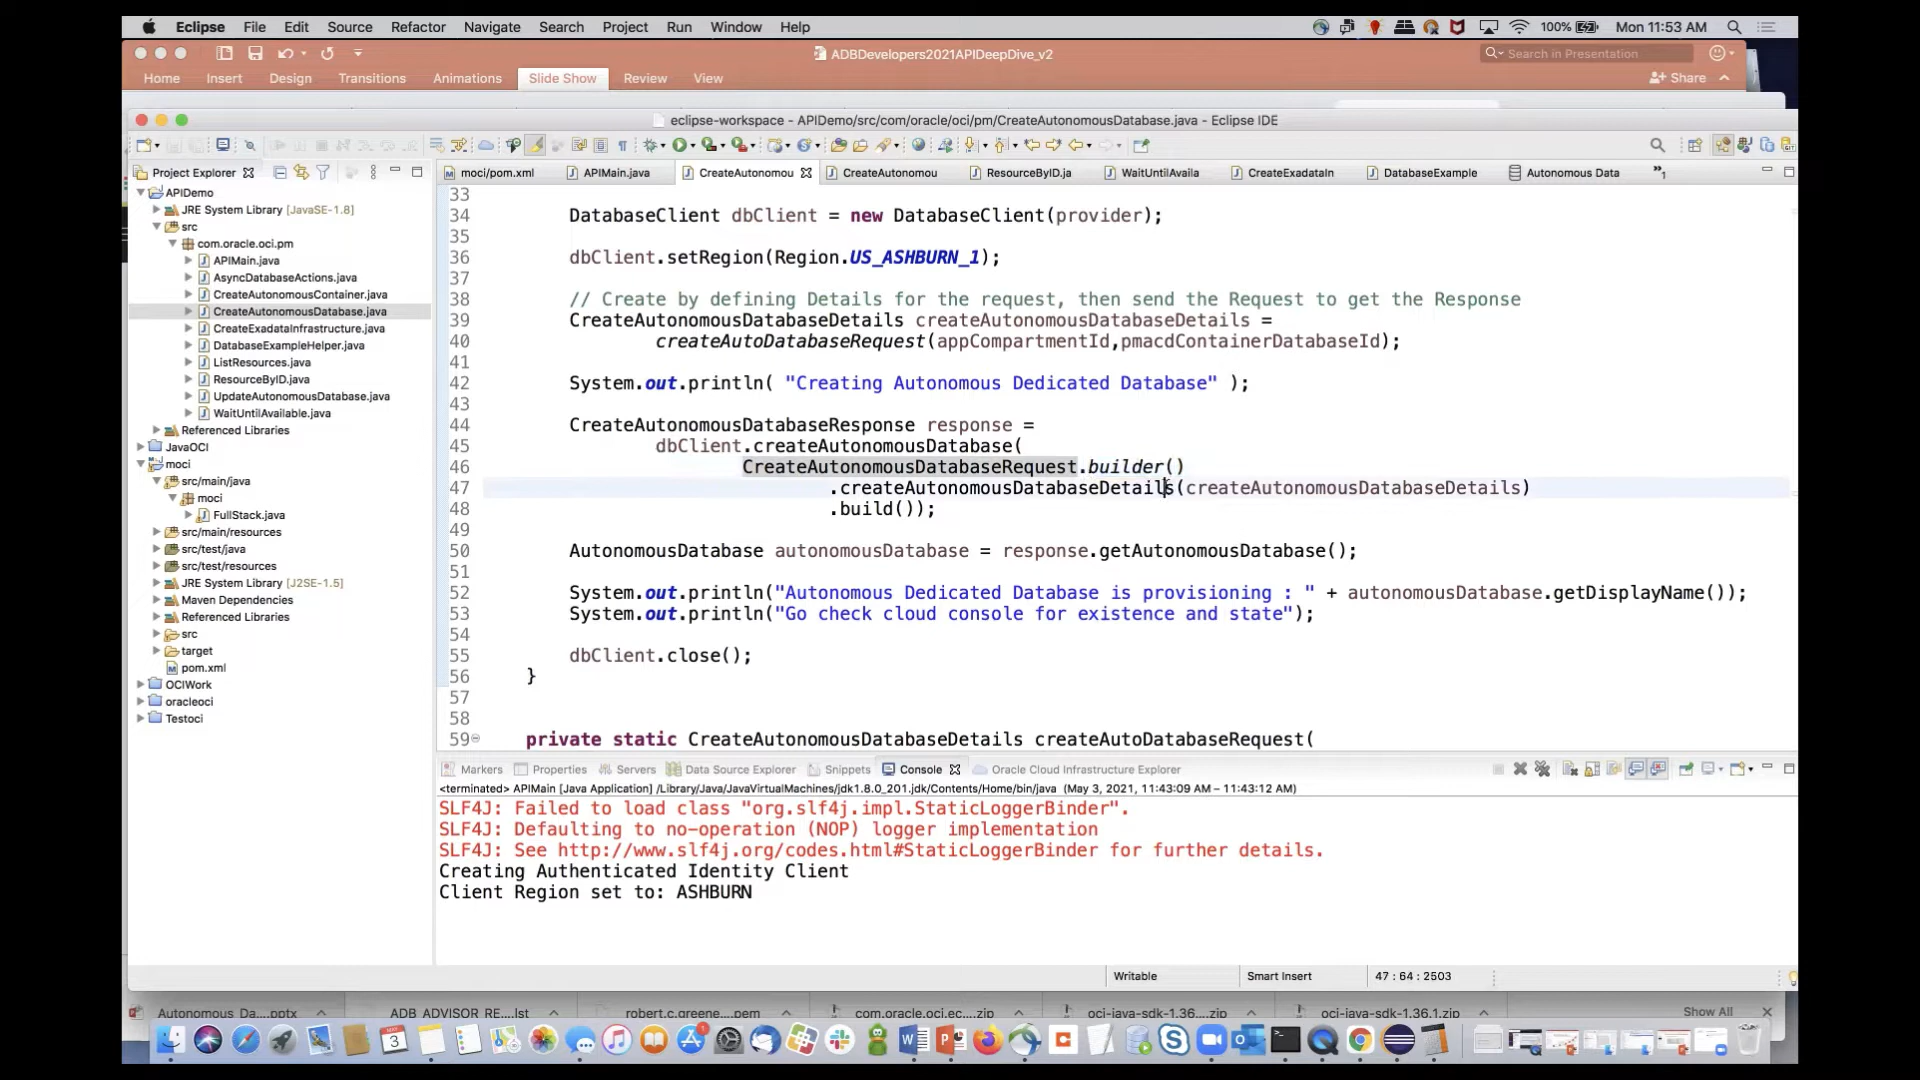 Eclipse File Edit Source Refactor Navigate Search Project Run Window Help 100% Mon 11:53 AM
ADBDevelopers2021APIDeepDive_v2 Search in Presentation
Home Insert Design Transitions Animations Slide Show Review View Share
eclipse-workspace - APIDemo/src/com/oracle/oci/pm/CreateAutonomousDatabase.java - Eclipse IDE
Project Explorer
moci/pom.xml APIMain.java CreateAutonomou CreateAutonomou ResourceByID.ja WaitUntilAvaila CreateExadataIn DatabaseExample Autonomous Data »1
APIDemo
JRE System Library [JavaSE-1.8]
src
com.oracle.oci.pm
APIMain.java
AsyncDatabaseActions.java
CreateAutonomousContainer.java
CreateAutonomousDatabase.java
CreateExadataInfrastructure.java
DatabaseExampleHelper.java
ListResources.java
ResourceByID.java
UpdateAutonomousDatabase.java
WaitUntilAvailable.java
Referenced Libraries
JavaOCI
moci
src/main/java
moci
FullStack.java
src/main/resources
src/test/java
src/test/resources
JRE System Library [J2SE-1.5]
Maven Dependencies
Referenced Libraries
src
target
pom.xml
OCIWork
oracleoci
Testoci
33
34 DatabaseClient dbClient = new DatabaseClient(provider);
35
36 dbClient.setRegion(Region.US_ASHBURN_1);
37
38 // Create by defining Details for the request, then send the Request to get the Response
39 CreateAutonomousDatabaseDetails createAutonomousDatabaseDetails =
40 createAutoDatabaseRequest(appCompartmentId,pmacdContainerDatabaseId);
41
42 System.out.println( "Creating Autonomous Dedicated Database" );
43
44 CreateAutonomousDatabaseResponse response =
45 dbClient.createAutonomousDatabase(
46 CreateAutonomousDatabaseRequest.builder()
47 .createAutonomousDatabaseDetails(createAutonomousDatabaseDetails)
48 .build());
49
50 AutonomousDatabase autonomousDatabase = response.getAutonomousDatabase();
51
52 System.out.println("Autonomous Dedicated Database is provisioning : " + autonomousDatabase.getDisplayName());
53 System.out.println("Go check cloud console for existence and state");
54
55 dbClient.close();
56 }
57
58
59 private static CreateAutonomousDatabaseDetails createAutoDatabaseRequest(
Markers Properties Servers Data Source Explorer Snippets Console Oracle Cloud Infrastructure Explorer
<terminated> APIMain [Java Application] /Library/Java/JavaVirtualMachines/jdk1.8.0_201.jdk/Contents/Home/bin/java (May 3, 2021, 11:43:09 AM – 11:43:12 AM)
SLF4J: Failed to load class "org.slf4j.impl.StaticLoggerBinder".
SLF4J: Defaulting to no-operation (NOP) logger implementation
SLF4J: See http://www.slf4j.org/codes.html#StaticLoggerBinder for further details.
Creating Authenticated Identity Client
Client Region set to: ASHBURN
Writable Smart Insert 47 : 64 : 2503
Autonomous Da....pptx ADB ADVISOR RE....lst robert.c.greene....pem com.oracle.oci.ec....zip oci-java-sdk-1.36....zip oci-java-sdk-1.36.1.zip Show All
3 1